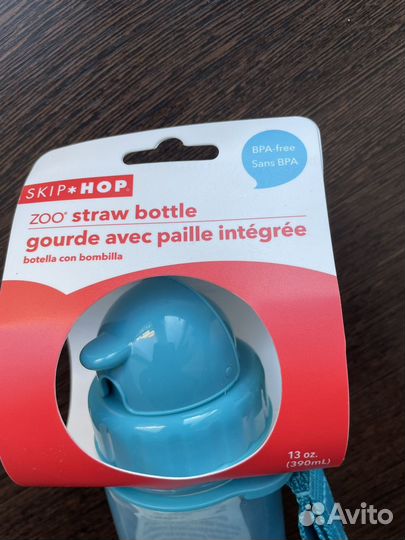 BPA-free
Sans BPA
SKIP*HOP
ZOO® straw bottle
gourde avec paille intégrée
botella con bombilla
13 oz.
(390mL)
Avito